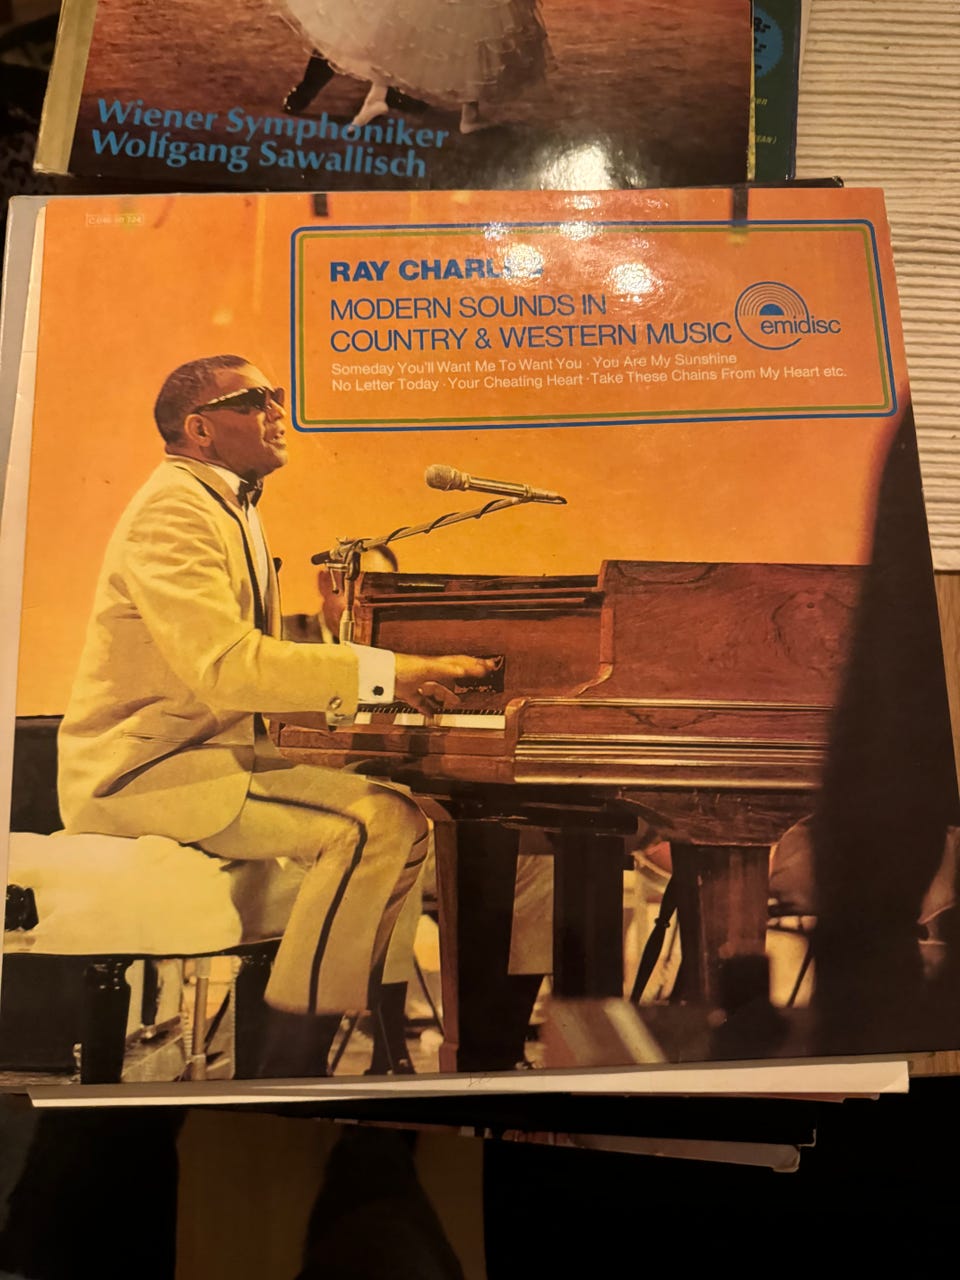 Wiener Symphoniker
Wolfgang Sawallisch
RAY CHARLES
MODERN SOUNDS IN
COUNTRY & WESTERN MUSIC
emidisc
Someday You'll Want Me To Want You · You Are My Sunshine
No Letter Today · Your Cheating Heart · Take These Chains From My Heart etc.